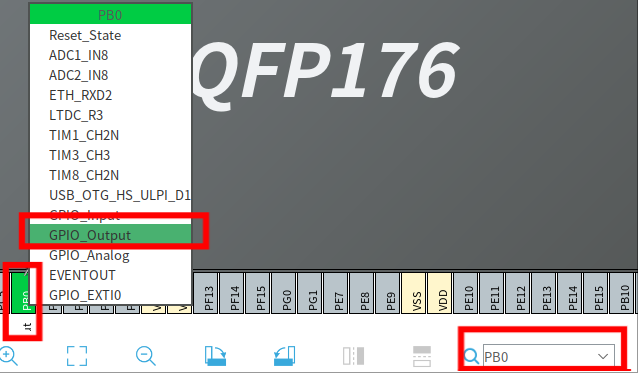 PB0
Reset_State
ADC1_IN8
ADC2_IN8
ETH_RXD2
LTDC_R3
TIM1_CH2N
TIM3_CH3
TIM8_CH2N
USB_OTG_HS_ULPI_D1
GPIO_Input
GPIO_Output
GPIO_Analog
EVENTOUT
GPIO_EXTI0
QFP176
PB0
PF13
PF14
PF15
PG0
PG1
PE7
PE8
PE9
VSS
VDD
PE10
PE11
PE12
PE13
PE14
PE15
PB10
ut
PB0